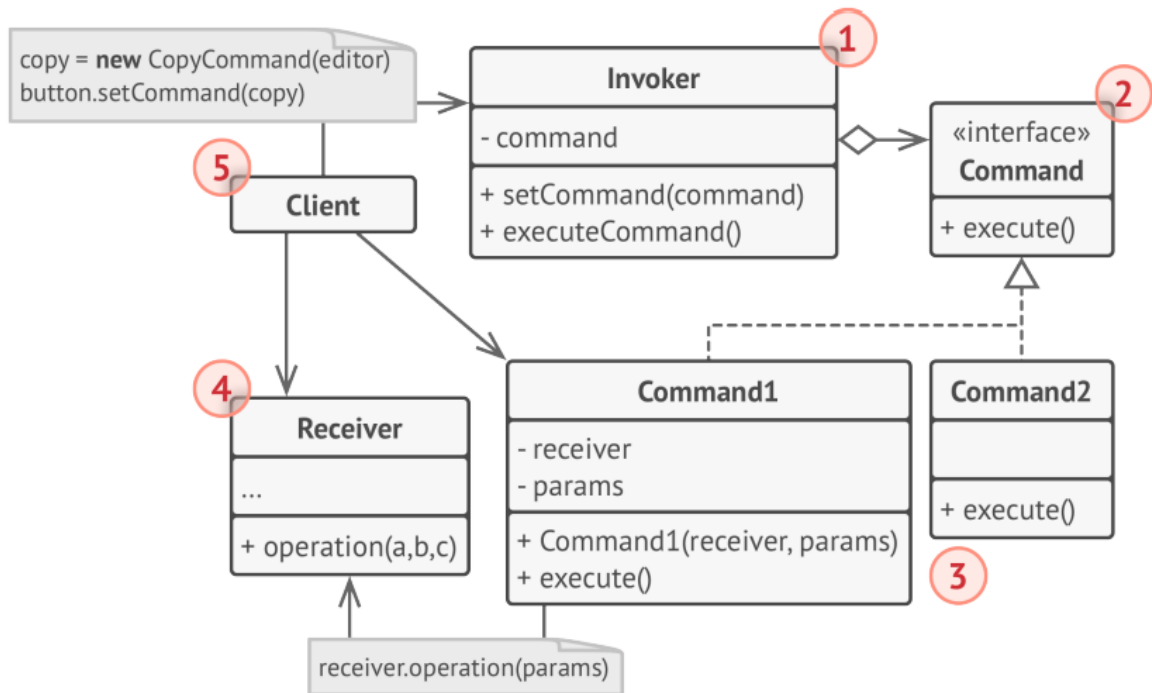 copy = new CopyCommand(editor)
button.setCommand(copy)
1
Invoker
- command
+ setCommand(command)
+ executeCommand()
2
«interface»
Command
+ execute()
5
Client
4
Receiver
...
+ operation(a,b,c)
Command1
- receiver
- params
+ Command1(receiver, params)
+ execute()
Command2
+ execute()
3
receiver.operation(params)